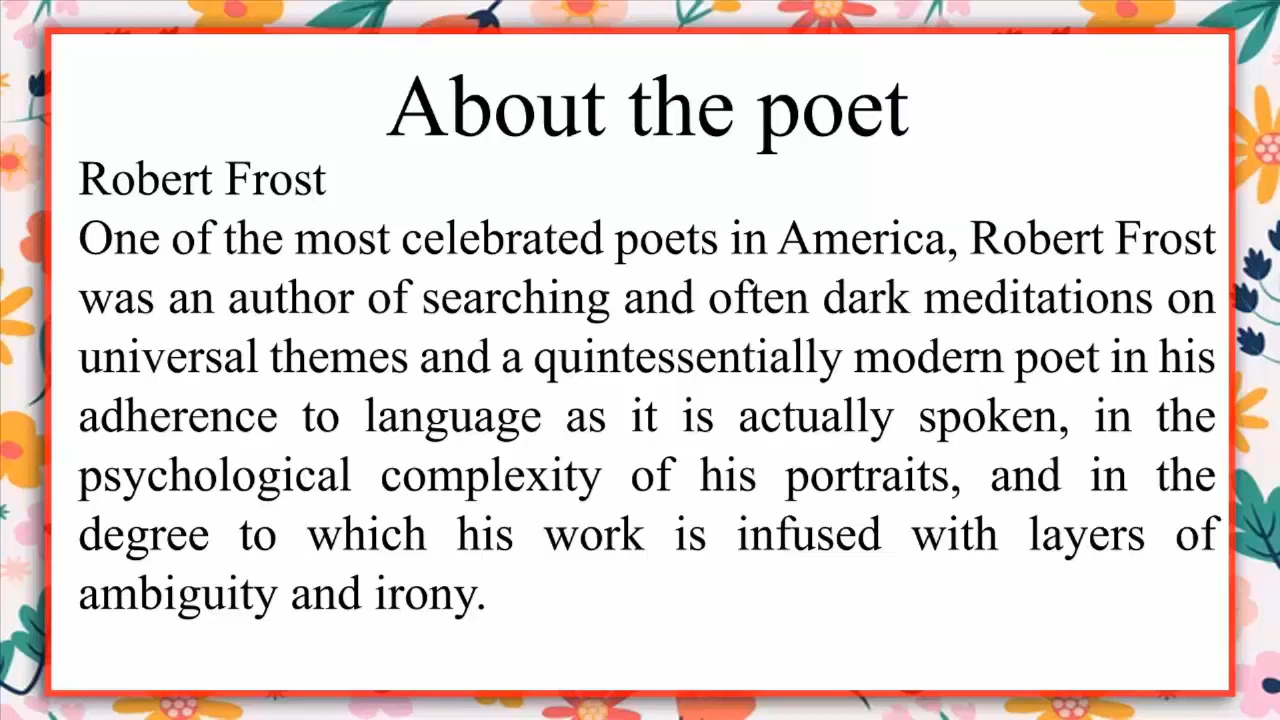 About the poet
Robert Frost
One of the most celebrated poets in America, Robert Frost
was an author of searching and often dark meditations on
universal themes and a quintessentially modern poet in his
adherence to language as it is actually spoken, in the
psychological complexity of his portraits, and in the
degree to which his work is infused with layers of
ambiguity and irony.